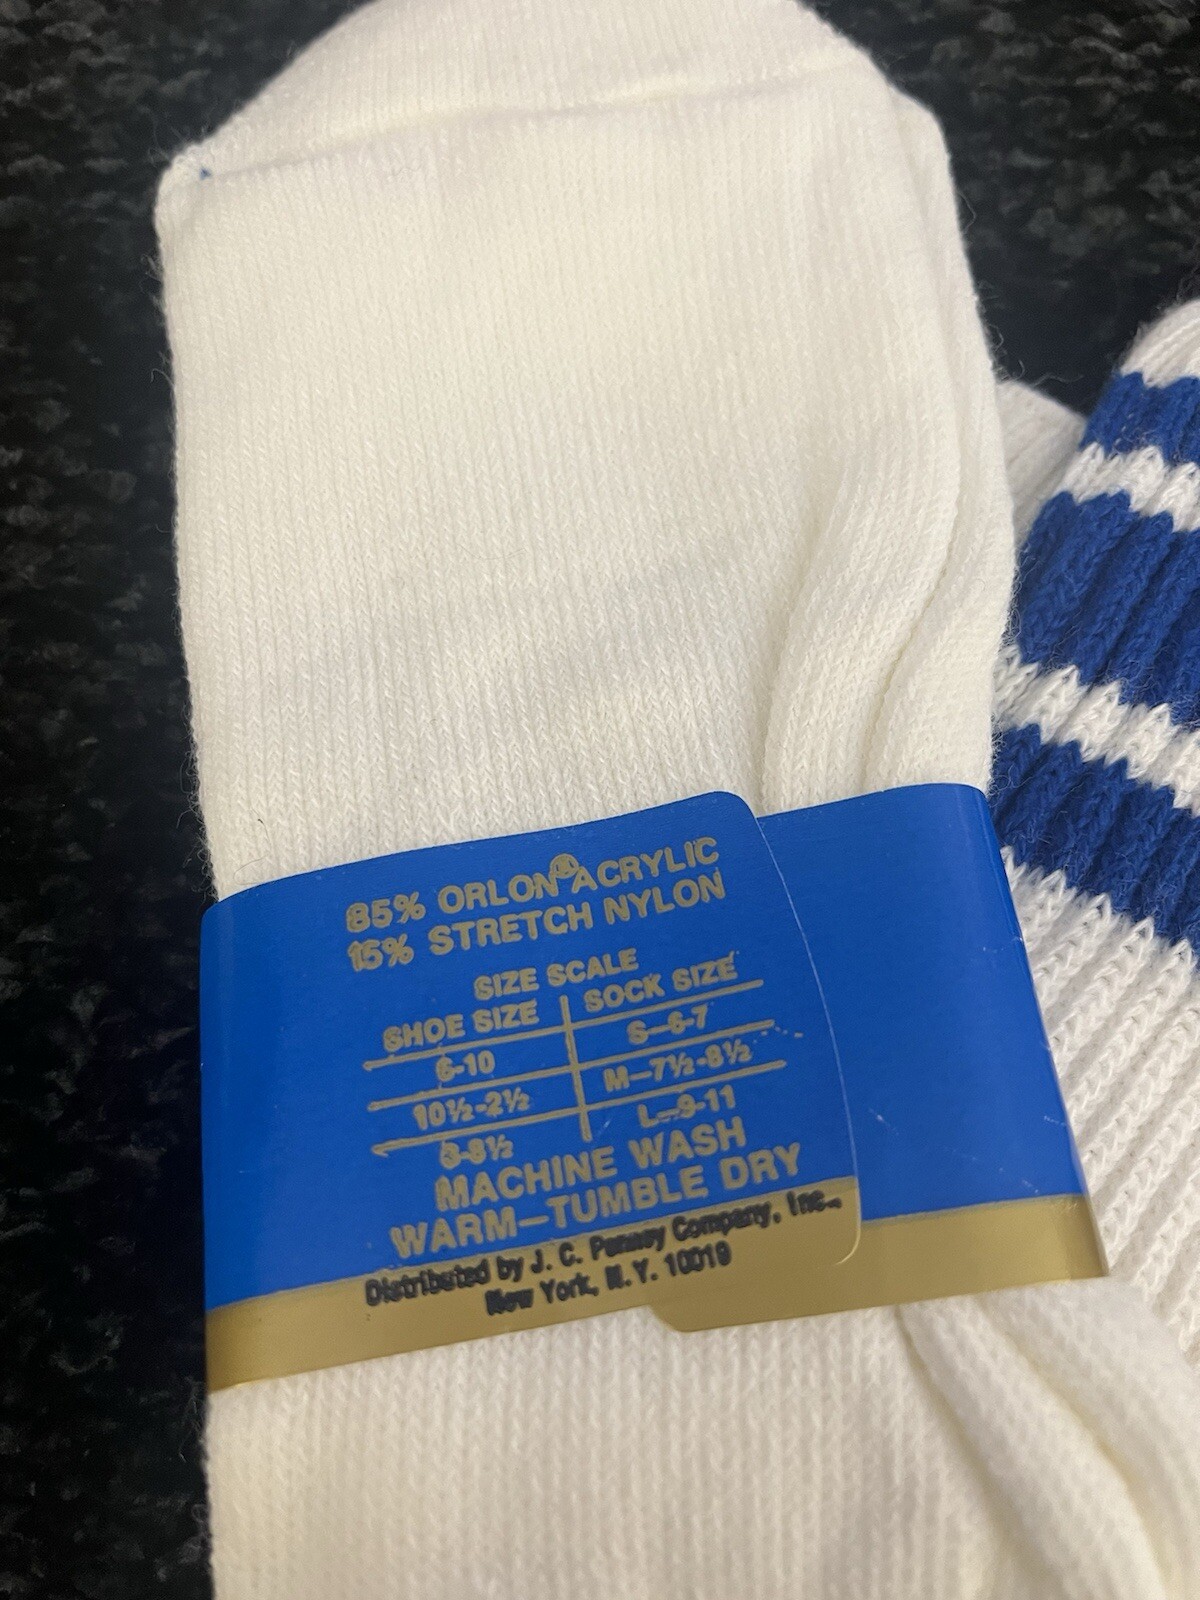 85% ORLON® ACRYLIC
15% STRETCH NYLON
SIZE SCALE
SHOE SIZE SOCK SIZE
6-10 S—6-7
10½-2½ M—7½-8½
3-8½ L—9-11
MACHINE WASH
WARM—TUMBLE DRY
Distributed by J. C. Penney Company, Inc.,
New York, N.Y. 10019